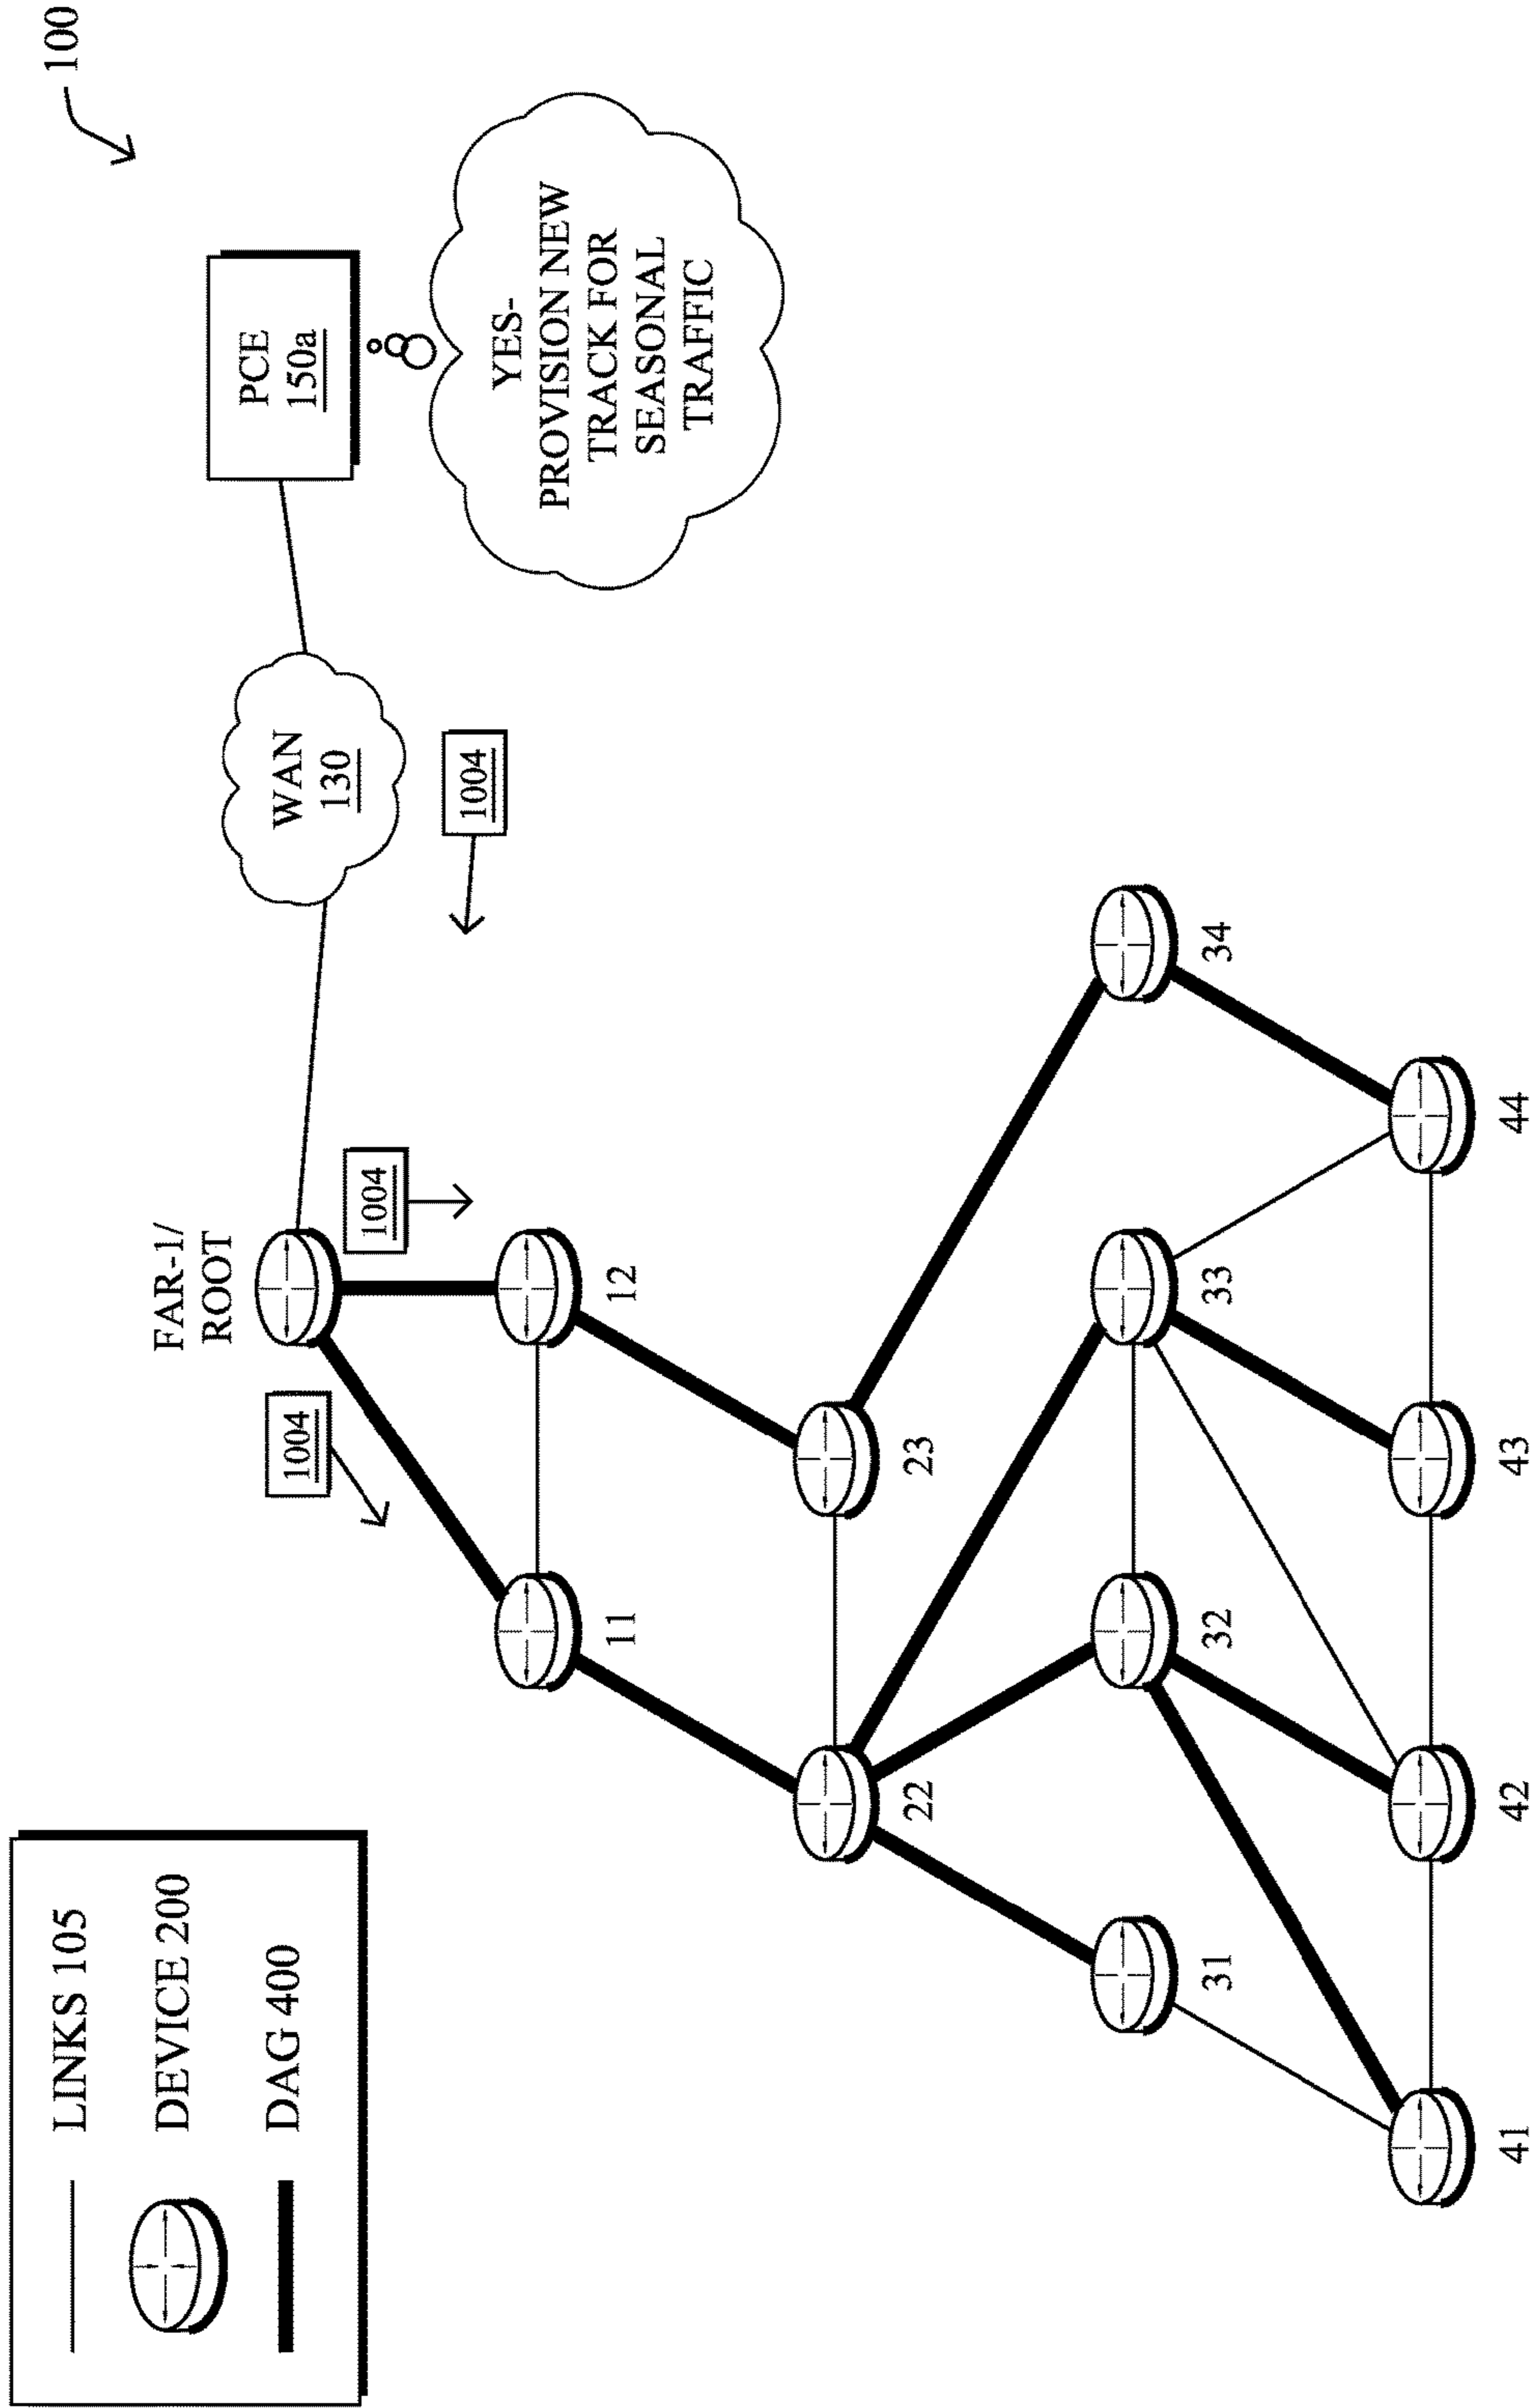 100
LINKS 105
DEVICE 200
DAG 400
FAR-1/
ROOT
WAN
130
PCE
150a
1004
1004
1004
YES-
PROVISION NEW
TRACK FOR
SEASONAL
TRAFFIC
11
12
22
23
31
32
33
34
41
42
43
44